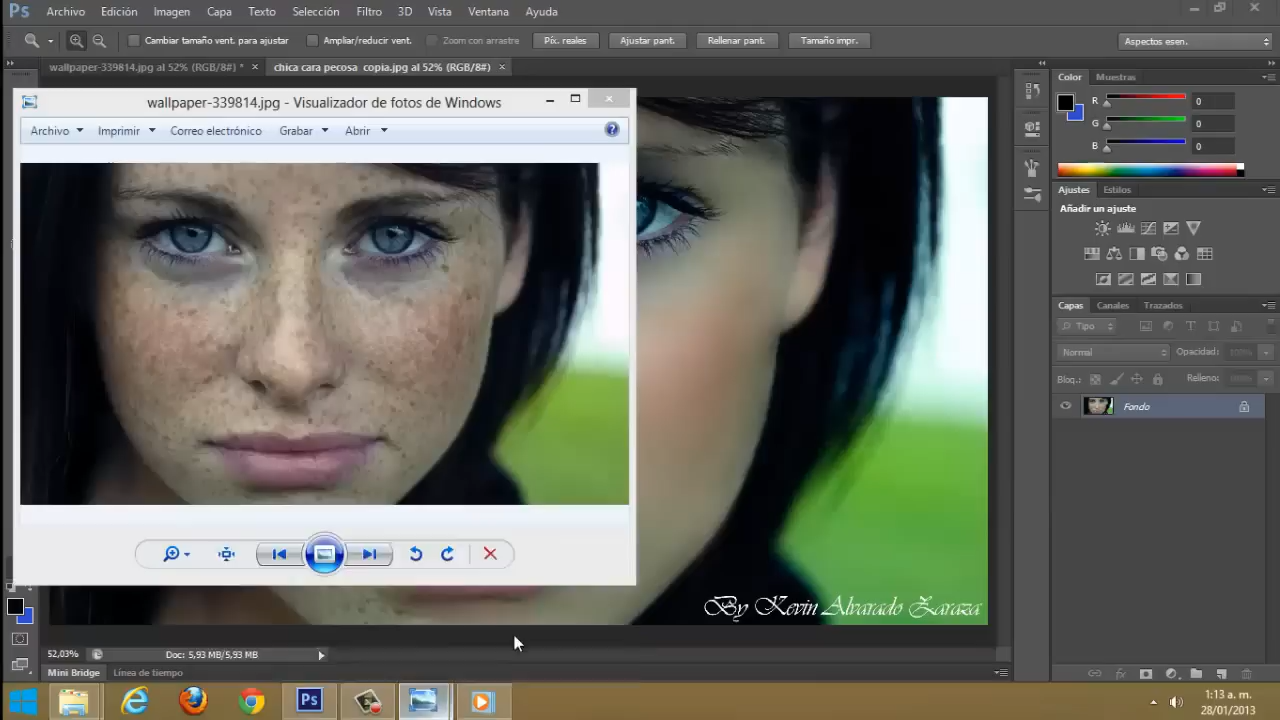 Ps Archivo Edición Imagen Capa Texto Selección Filtro 3D Vista Ventana Ayuda
Cambiar tamaño vent. para ajustar Ampliar/reducir vent. Zoom con arrastre Píx. reales Ajustar pant. Rellenar pant. Tamaño impr. Aspectos esen.
wallpaper-339814.jpg al 52% (RGB/8#) * × chica cara pecosa copia.jpg al 52% (RGB/8#) ×
Color Muestras
R 0
G 0
B 0
wallpaper-339814.jpg - Visualizador de fotos de Windows
Archivo Imprimir Correo electrónico Grabar Abrir
Ajustes Estilos
Añadir un ajuste
Capas Canales Trazados
Tipo
Normal Opacidad: 100%
Bloq.: Relleno: 100%
Fondo
By Kevin Alvarado Zaraza
52,03% Doc: 5,93 MB/5,93 MB
Mini Bridge Línea de tiempo
Ps
1:13 a. m.
28/01/2013